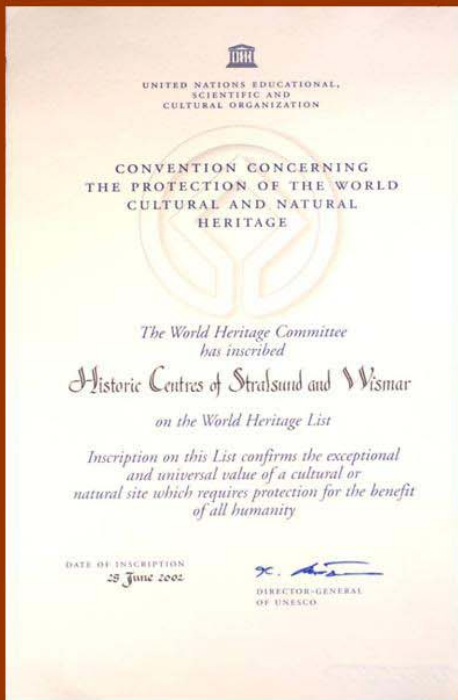 UNITED NATIONS EDUCATIONAL,
SCIENTIFIC AND
CULTURAL ORGANIZATION
CONVENTION CONCERNING
THE PROTECTION OF THE WORLD
CULTURAL AND NATURAL
HERITAGE
The World Heritage Committee
has inscribed
Historic Centres of Stralsund and Wismar
on the World Heritage List
Inscription on this List confirms the exceptional
and universal value of a cultural or
natural site which requires protection for the benefit
of all humanity
DATE OF INSCRIPTION
28 June 2002
DIRECTOR-GENERAL
OF UNESCO